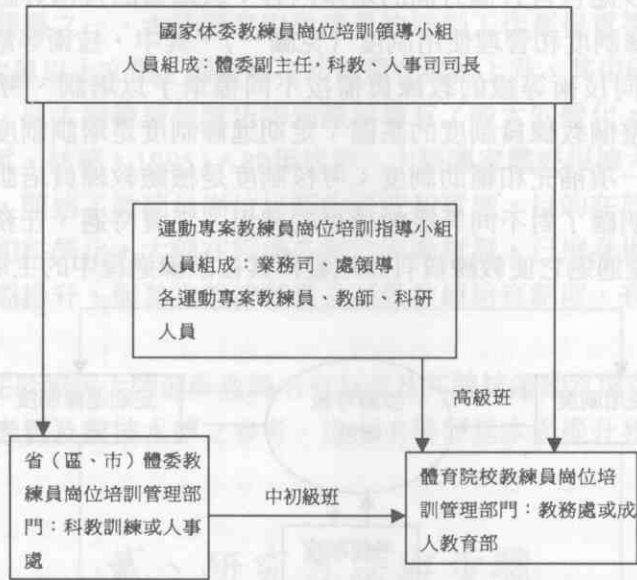 國家体委教練員崗位培訓領導小組
人員組成：體委副主任，科教、人事司司長
運動專案教練員崗位培訓指導小組
人員組成：業務司、處領導
各運動專案教練員、教師、科研
人員
高級班
省（區、市）體委教
練員崗位培訓管理部
門：科教訓練或人事
處
中初級班
體育院校教練員崗位培
訓管理部門：教務處或成
人教育部